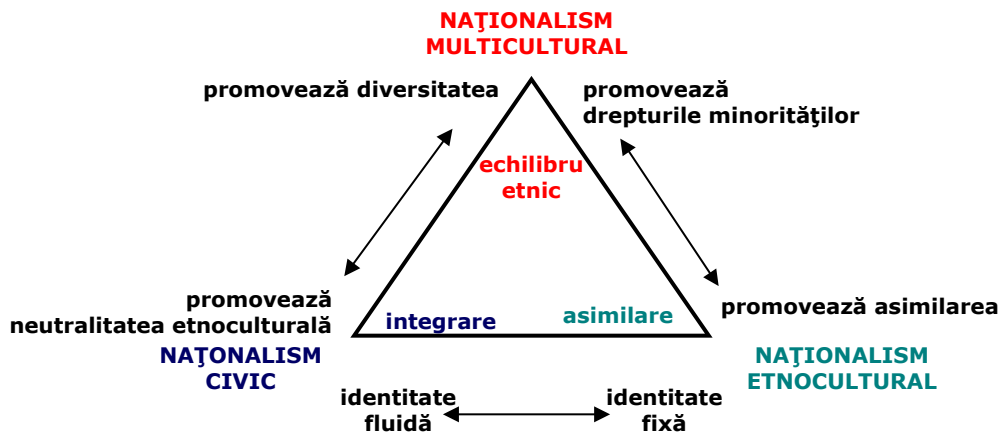 NAŢIONALISM
MULTICULTURAL
promovează diversitatea
promovează
drepturile minorităţilor
echilibru
etnic
promovează
neutralitatea etnoculturală
integrare
asimilare
promovează asimilarea
NAŢONALISM
CIVIC
NAŢIONALISM
ETNOCULTURAL
identitate
fluidă
identitate
fixă